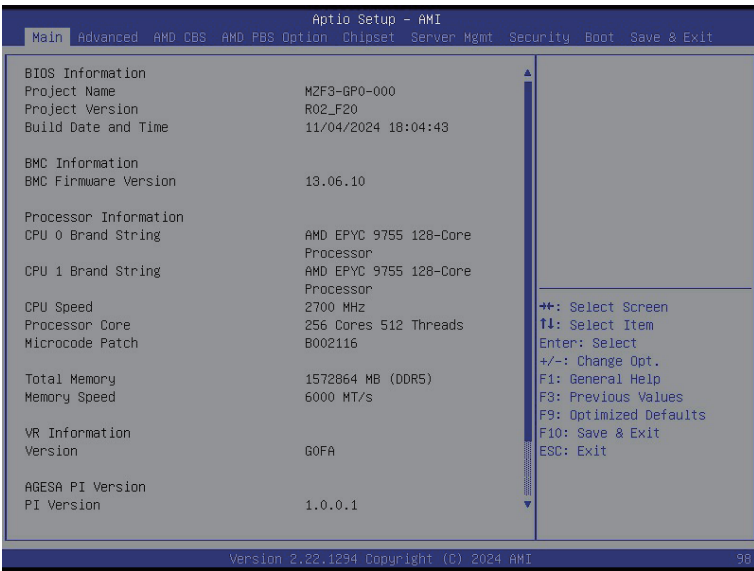 Aptio Setup – AMI
Main Advanced AMD CBS AMD PBS Option Chipset Server Mgmt Security Boot Save & Exit
BIOS Information
Project Name MZF3-GP0-000
Project Version R02_F20
Build Date and Time 11/04/2024 18:04:43
BMC Information
BMC Firmware Version 13.06.10
Processor Information
CPU 0 Brand String AMD EPYC 9755 128-Core
Processor
CPU 1 Brand String AMD EPYC 9755 128-Core
Processor
CPU Speed 2700 MHz
Processor Core 256 Cores 512 Threads
Microcode Patch B002116
Total Memory 1572864 MB (DDR5)
Memory Speed 6000 MT/s
VR Information
Version G0FA
AGESA PI Version
PI Version 1.0.0.1
→←: Select Screen
↑↓: Select Item
Enter: Select
+/-: Change Opt.
F1: General Help
F3: Previous Values
F9: Optimized Defaults
F10: Save & Exit
ESC: Exit
Version 2.22.1294 Copyright (C) 2024 AMI 98